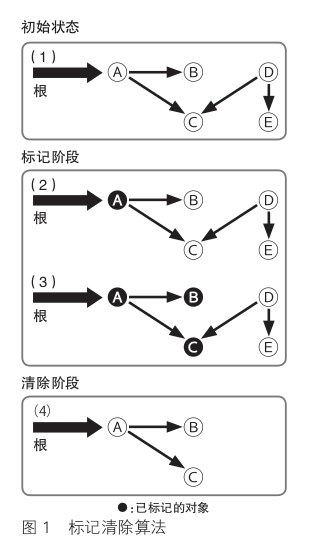 初始状态
(1)
根
A B D
C E
标记阶段
(2)
根
A B D
C E
(3)
根
A B D
C E
清除阶段
(4)
根
A B
C
●:已标记的对象
图 1 标记清除算法